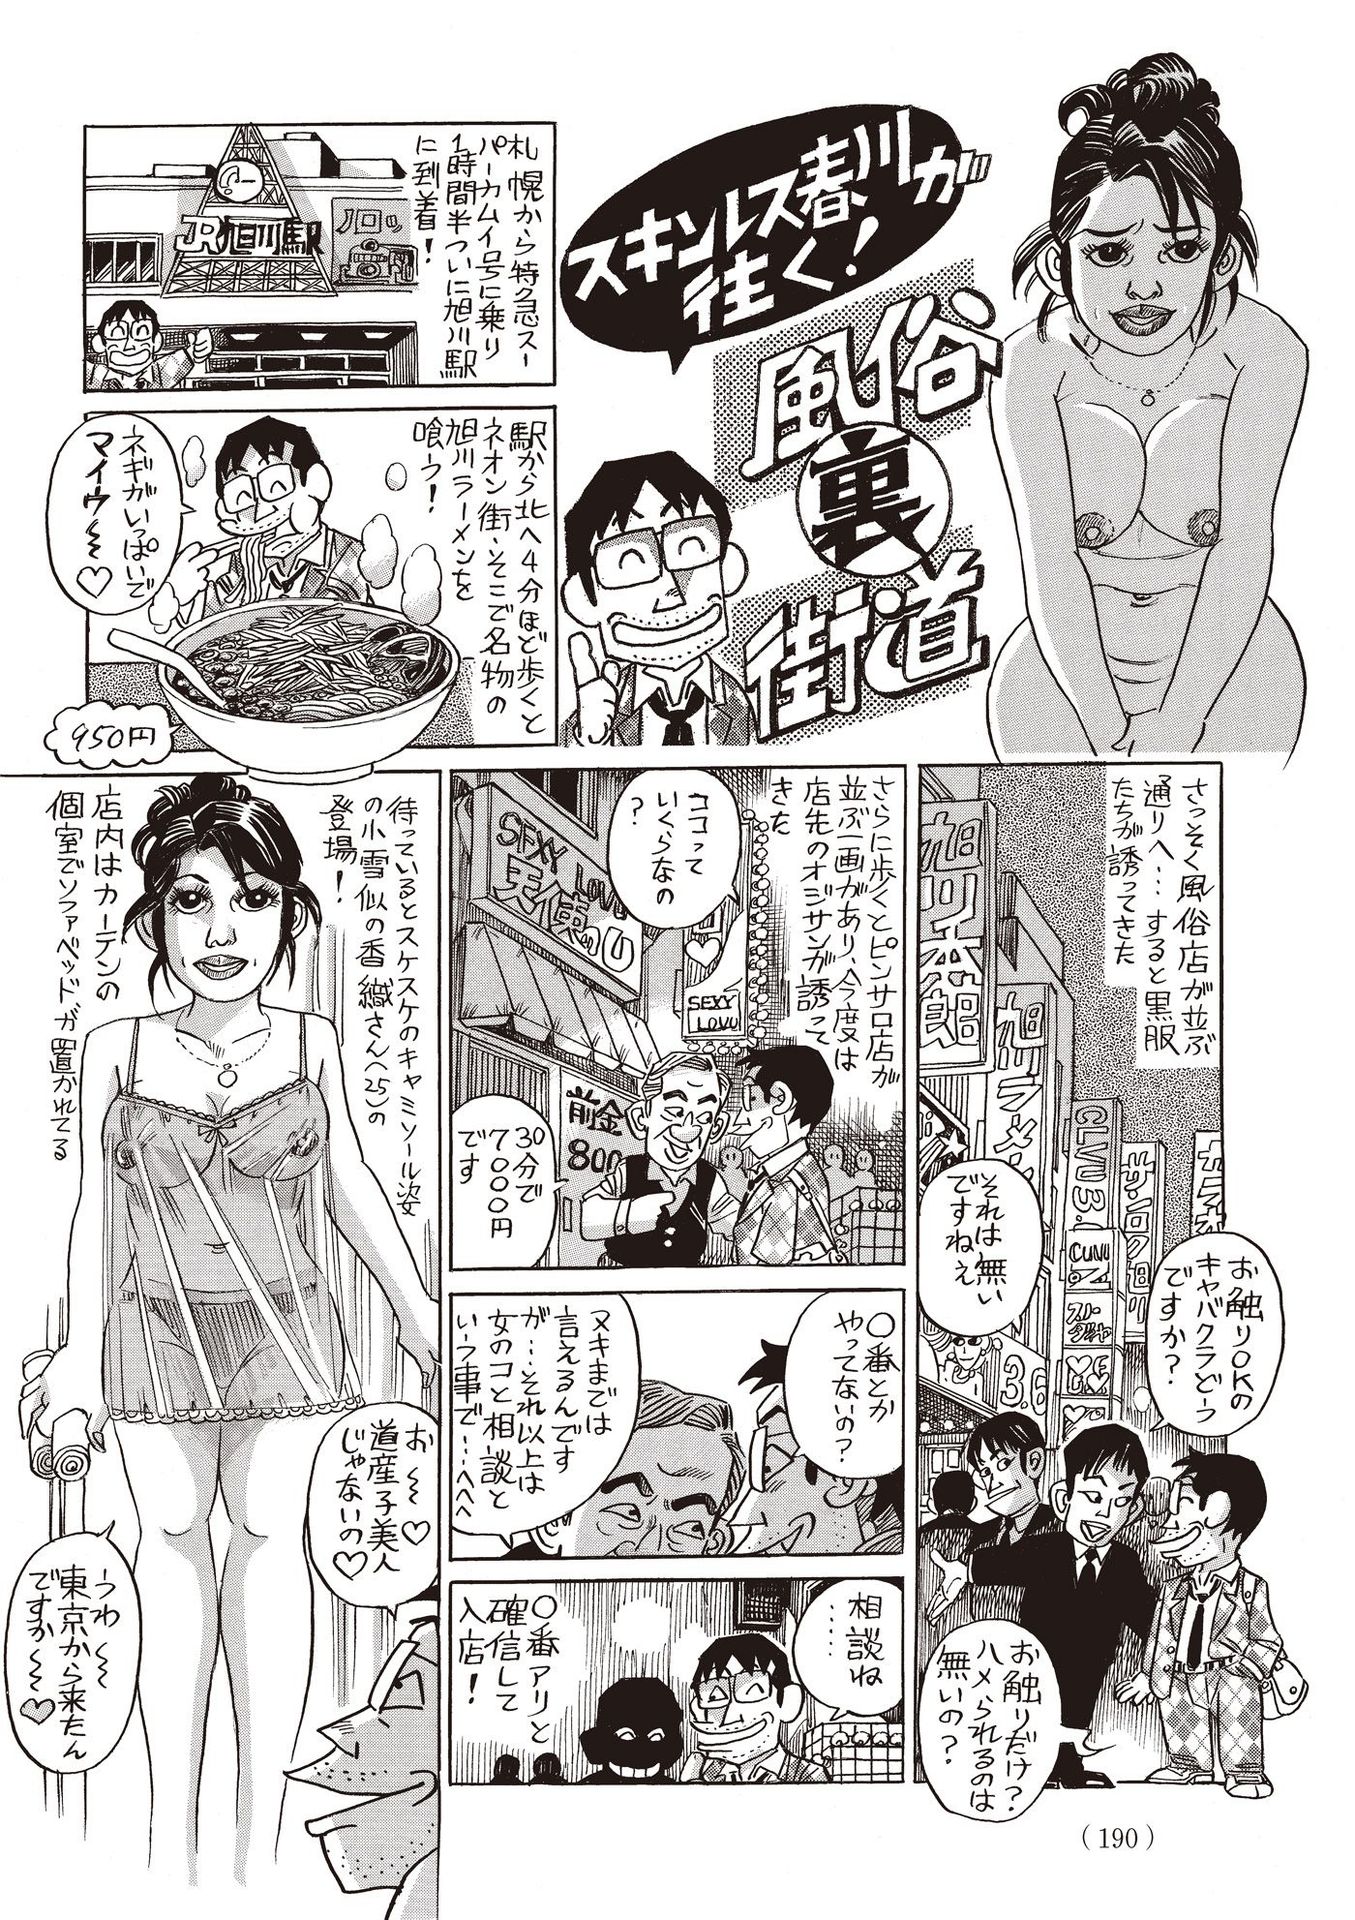 スキンレス春川が
往く!
風俗
裏
街道
札幌から特急スー
パーカムイ号に乗り
1時間半ついに旭川駅
に到着!
JR旭川駅
駅から北へ4分ほど歩くと
ネオン街・そこで名物の
旭川ラーメンを
喰う!
ネギがいっぱいで
マイウ〜♡
950円
さっそく風俗店が並ぶ
通りへ…すると黒服
たちが誘ってきた
お触りOKの
キャバクラどう
ですか?
それは無い
ですねえ
お触りだけ?
ハメられるのは
無いの?
さらに歩くとピンサロ店が
並ぶ一画があり、今度は
店先のオジサンが誘って
きた
ココって
いくらなの
?
SEXY
LOVU
前金
800
30分で
7000円
です
〇番とか
やってないの?
ヌキまでは
言えるんです
が…それ以上は
女のコと相談と
いう事で…へへへ
相談ね
……
〇番アリと
確信して
入店!
待っているとスケスケのキャミソール姿
の小雪似の香織さん(25)の
登場!
店内はカーテンの
個室でソファベッドが置かれてる
お〜♡
道産子美人
じゃないの♡
うわ〜
東京から来たん
ですか〜♡
(190)